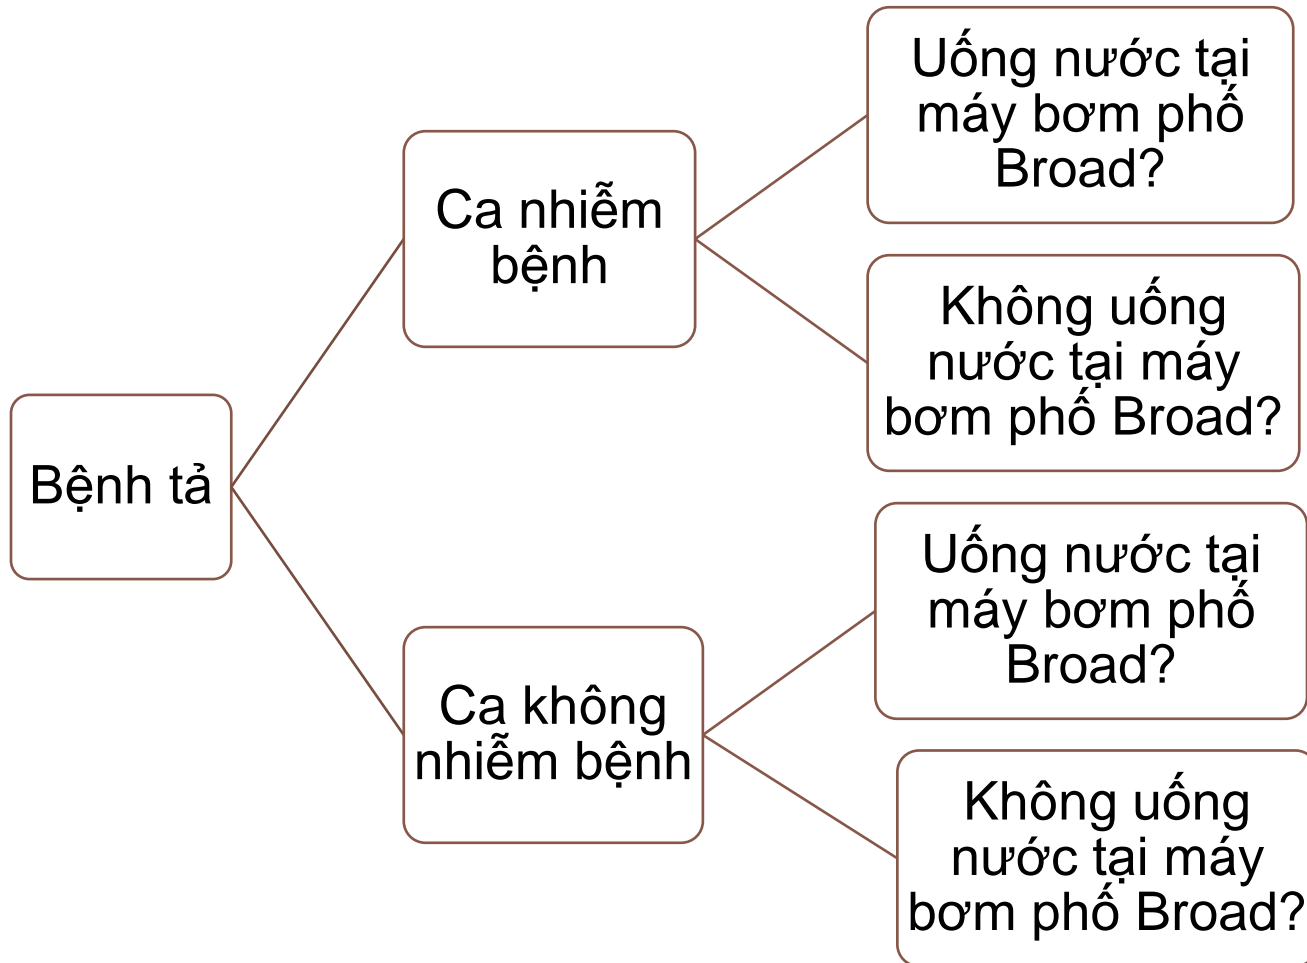 Uống nước tại
máy bơm phố
Broad?
Ca nhiễm
bệnh
Không uống
nước tại máy
bơm phố Broad?
Bệnh tả
Uống nước tại
máy bơm phố
Broad?
Ca không
nhiễm bệnh
Không uống
nước tại máy
bơm phố Broad?